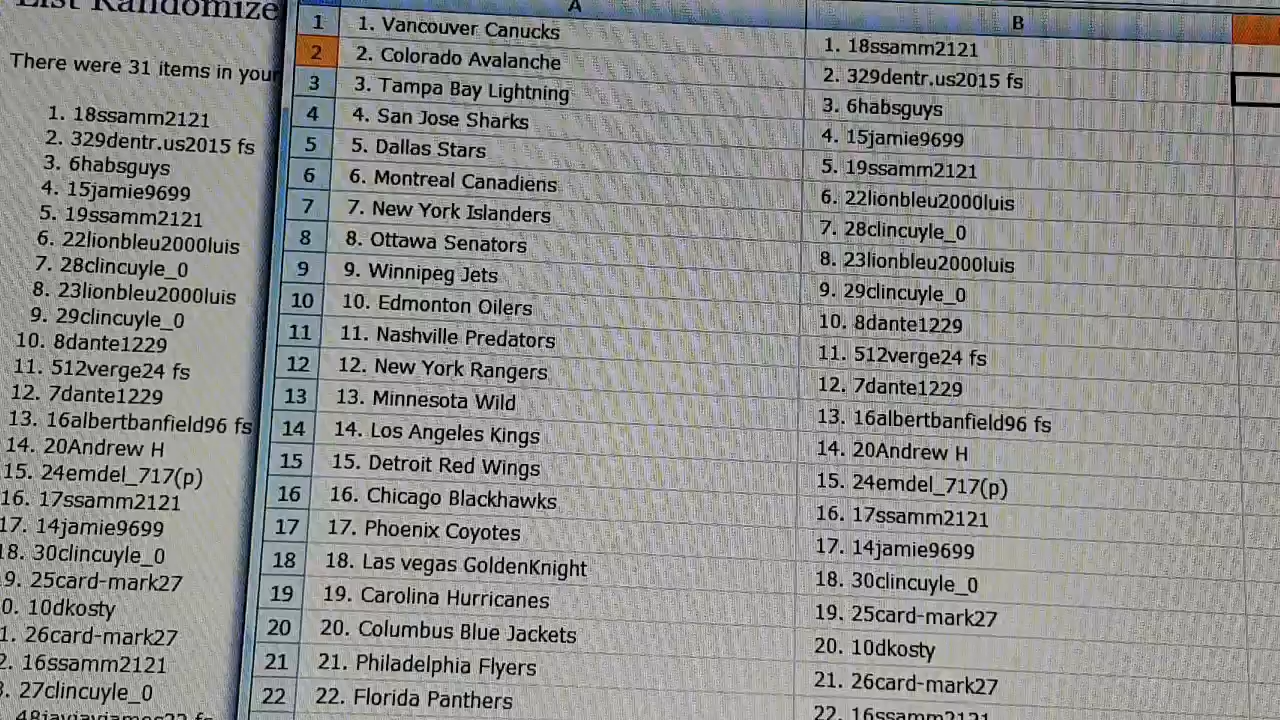 List Randomize
There were 31 items in your
1. 18ssamm2121
2. 329dentr.us2015 fs
3. 6habsguys
4. 15jamie9699
5. 19ssamm2121
6. 22lionbleu2000luis
7. 28clincuyle_0
8. 23lionbleu2000luis
9. 29clincuyle_0
10. 8dante1229
11. 512verge24 fs
12. 7dante1229
13. 16albertbanfield96 fs
14. 20Andrew H
15. 24emdel_717(p)
16. 17ssamm2121
17. 14jamie9699
18. 30clincuyle_0
9. 25card-mark27
0. 10dkosty
1. 26card-mark27
2. 16ssamm2121
3. 27clincuyle_0
A B
1 1. Vancouver Canucks 1. 18ssamm2121
2 2. Colorado Avalanche 2. 329dentr.us2015 fs
3 3. Tampa Bay Lightning 3. 6habsguys
4 4. San Jose Sharks 4. 15jamie9699
5 5. Dallas Stars 5. 19ssamm2121
6 6. Montreal Canadiens 6. 22lionbleu2000luis
7 7. New York Islanders 7. 28clincuyle_0
8 8. Ottawa Senators 8. 23lionbleu2000luis
9 9. Winnipeg Jets 9. 29clincuyle_0
10 10. Edmonton Oilers 10. 8dante1229
11 11. Nashville Predators 11. 512verge24 fs
12 12. New York Rangers 12. 7dante1229
13 13. Minnesota Wild 13. 16albertbanfield96 fs
14 14. Los Angeles Kings 14. 20Andrew H
15 15. Detroit Red Wings 15. 24emdel_717(p)
16 16. Chicago Blackhawks 16. 17ssamm2121
17 17. Phoenix Coyotes 17. 14jamie9699
18 18. Las vegas GoldenKnight 18. 30clincuyle_0
19 19. Carolina Hurricanes 19. 25card-mark27
20 20. Columbus Blue Jackets 20. 10dkosty
21 21. Philadelphia Flyers 21. 26card-mark27
22 22. Florida Panthers 22. 16ssamm2121